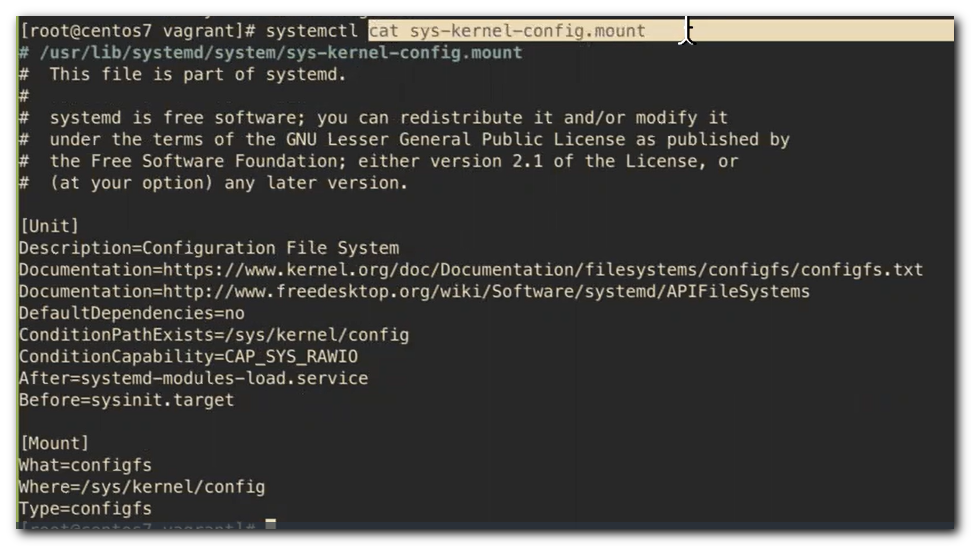 [root@centos7 vagrant]# systemctl cat sys-kernel-config.mount
# /usr/lib/systemd/system/sys-kernel-config.mount
#  This file is part of systemd.
#
#  systemd is free software; you can redistribute it and/or modify it
#  under the terms of the GNU Lesser General Public License as published by
#  the Free Software Foundation; either version 2.1 of the License, or
#  (at your option) any later version.

[Unit]
Description=Configuration File System
Documentation=https://www.kernel.org/doc/Documentation/filesystems/configfs/configfs.txt
Documentation=http://www.freedesktop.org/wiki/Software/systemd/APIFileSystems
DefaultDependencies=no
ConditionPathExists=/sys/kernel/config
ConditionCapability=CAP_SYS_RAWIO
After=systemd-modules-load.service
Before=sysinit.target

[Mount]
What=configfs
Where=/sys/kernel/config
Type=configfs
[root@centos7 vagrant]#